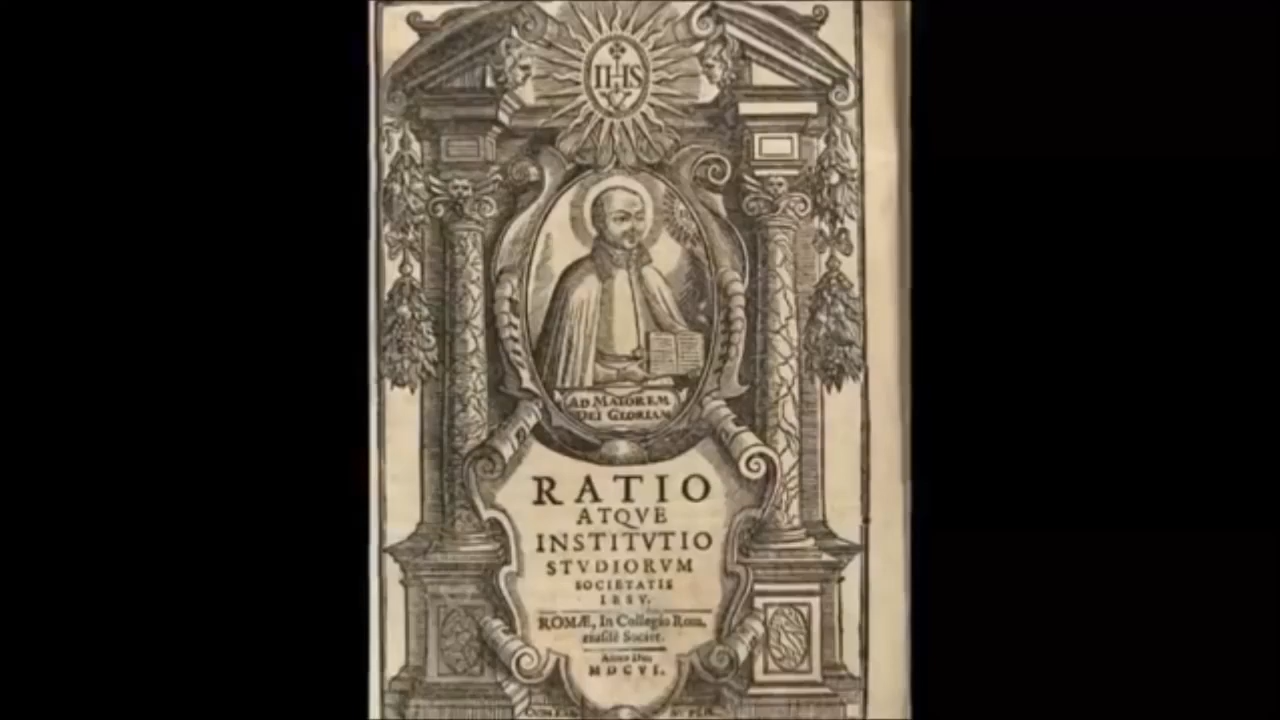 IHS
AD MAIOREM
DEI GLORIAM
RATIO
ATQVE
INSTITVTIO
STVDIORVM
SOCIETATIS
IESV.
ROMÆ, In Collegio Rom.
eiusdē Societ.
Anno Dñi
MDCVI.